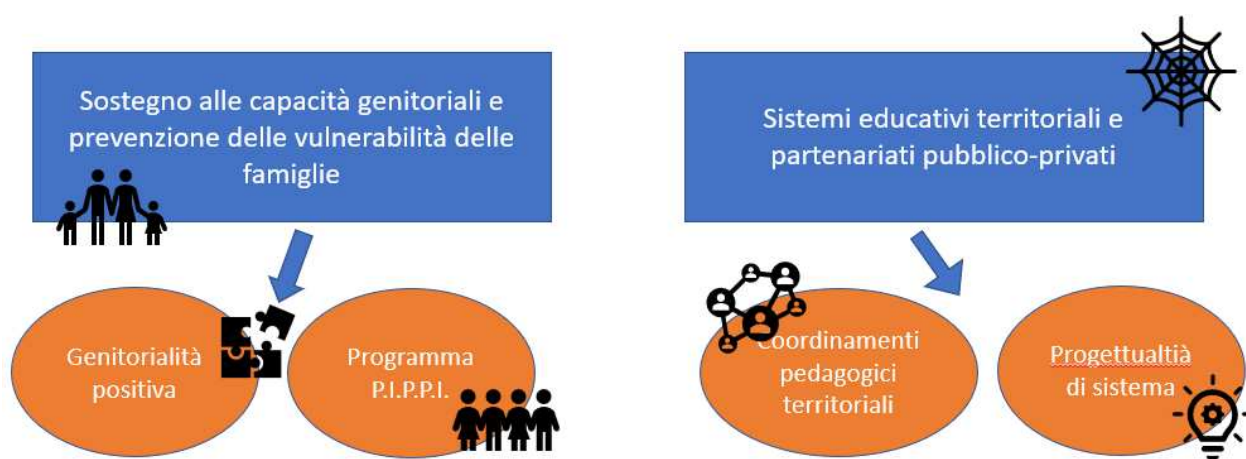 Sostegno alle capacità genitoriali e
prevenzione delle vulnerabilità delle
famiglie
Sistemi educativi territoriali e
partenariati pubblico-privati
Genitorialità
positiva
Programma
P.I.P.P.I.
Coordinamenti
pedagogici
territoriali
Progettualtià
di sistema